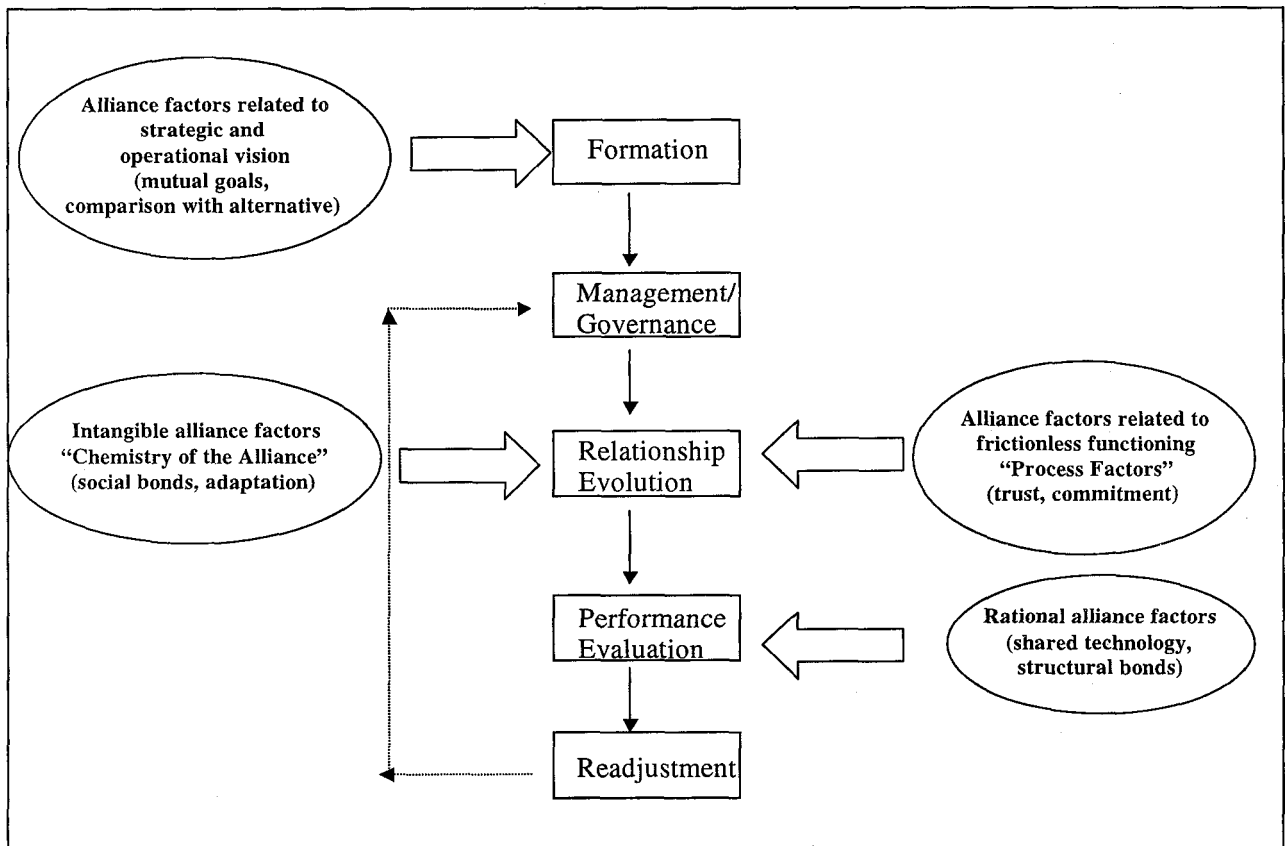 Alliance factors related to
strategic and
operational vision
(mutual goals,
comparison with alternative)
Formation
Management/
Governance
Intangible alliance factors
“Chemistry of the Alliance”
(social bonds, adaptation)
Relationship
Evolution
Alliance factors related to
frictionless functioning
“Process Factors”
(trust, commitment)
Performance
Evaluation
Rational alliance factors
(shared technology,
structural bonds)
Readjustment